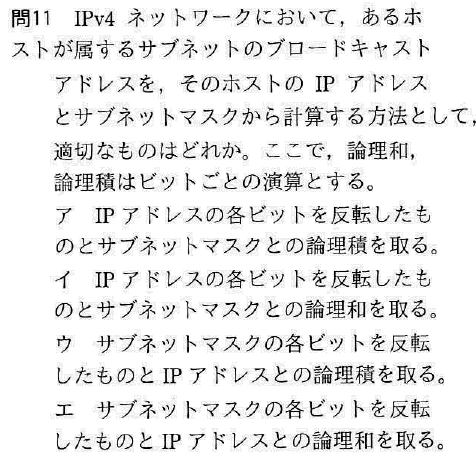 問11 IPv4 ネットワークにおいて，あるホ
ストが属するサブネットのブロードキャスト
アドレスを，そのホストの IP アドレス
とサブネットマスクから計算する方法として，
適切なものはどれか。ここで，論理和，
論理積はビットごとの演算とする。
ア IP アドレスの各ビットを反転したも
のとサブネットマスクとの論理積を取る。
イ IP アドレスの各ビットを反転したも
のとサブネットマスクとの論理和を取る。
ウ サブネットマスクの各ビットを反転
したものと IP アドレスとの論理積を取る。
エ サブネットマスクの各ビットを反転
したものと IP アドレスとの論理和を取る。